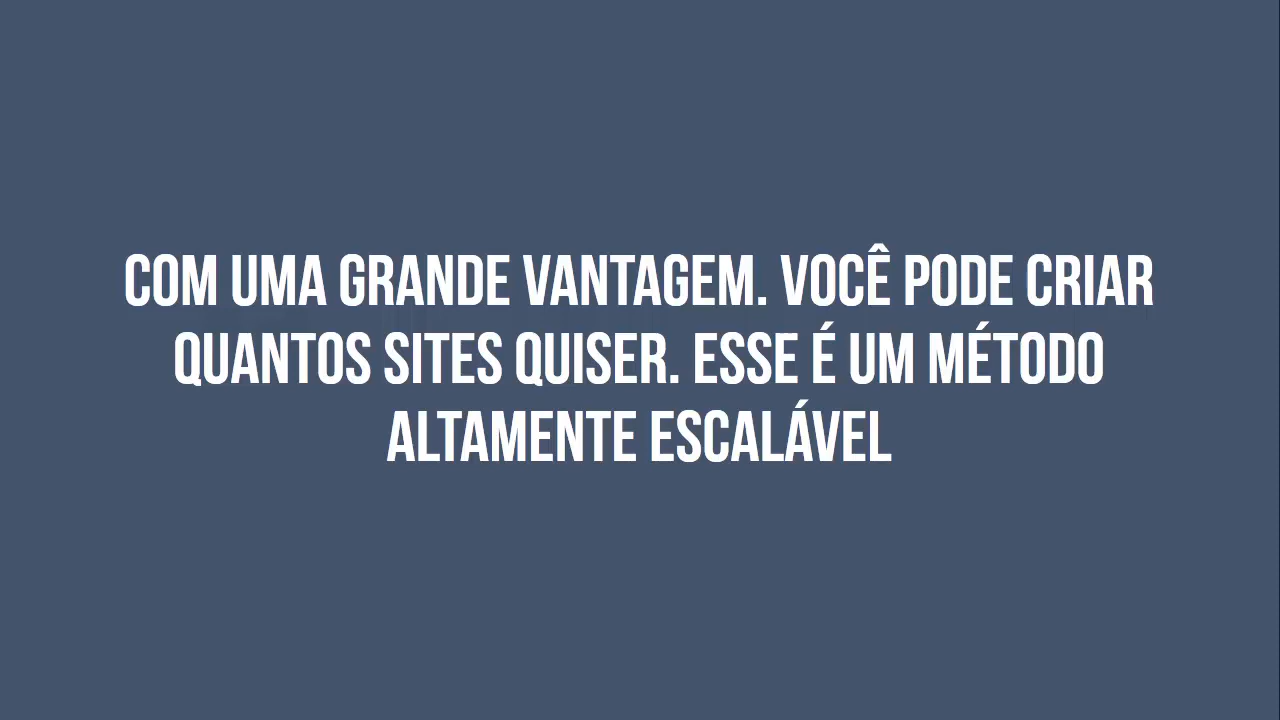 COM UMA GRANDE VANTAGEM. VOCÊ PODE CRIAR
QUANTOS SITES QUISER. ESSE É UM MÉTODO
ALTAMENTE ESCALÁVEL